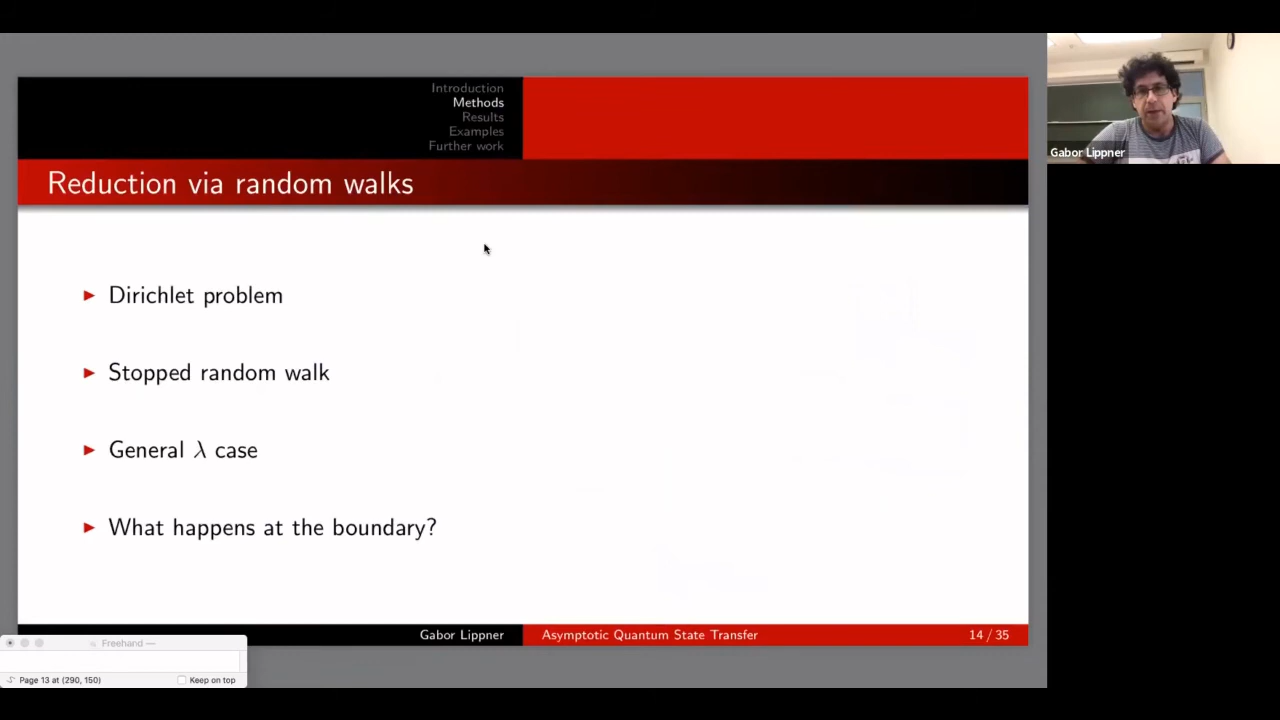 Introduction
Methods
Results
Examples
Further work
Reduction via random walks
Dirichlet problem
Stopped random walk
General λ case
What happens at the boundary?
Gabor Lippner
Asymptotic Quantum State Transfer
14 / 35
Gabor Lippner
Freehand —
Page 13 at (290, 150)
Keep on top